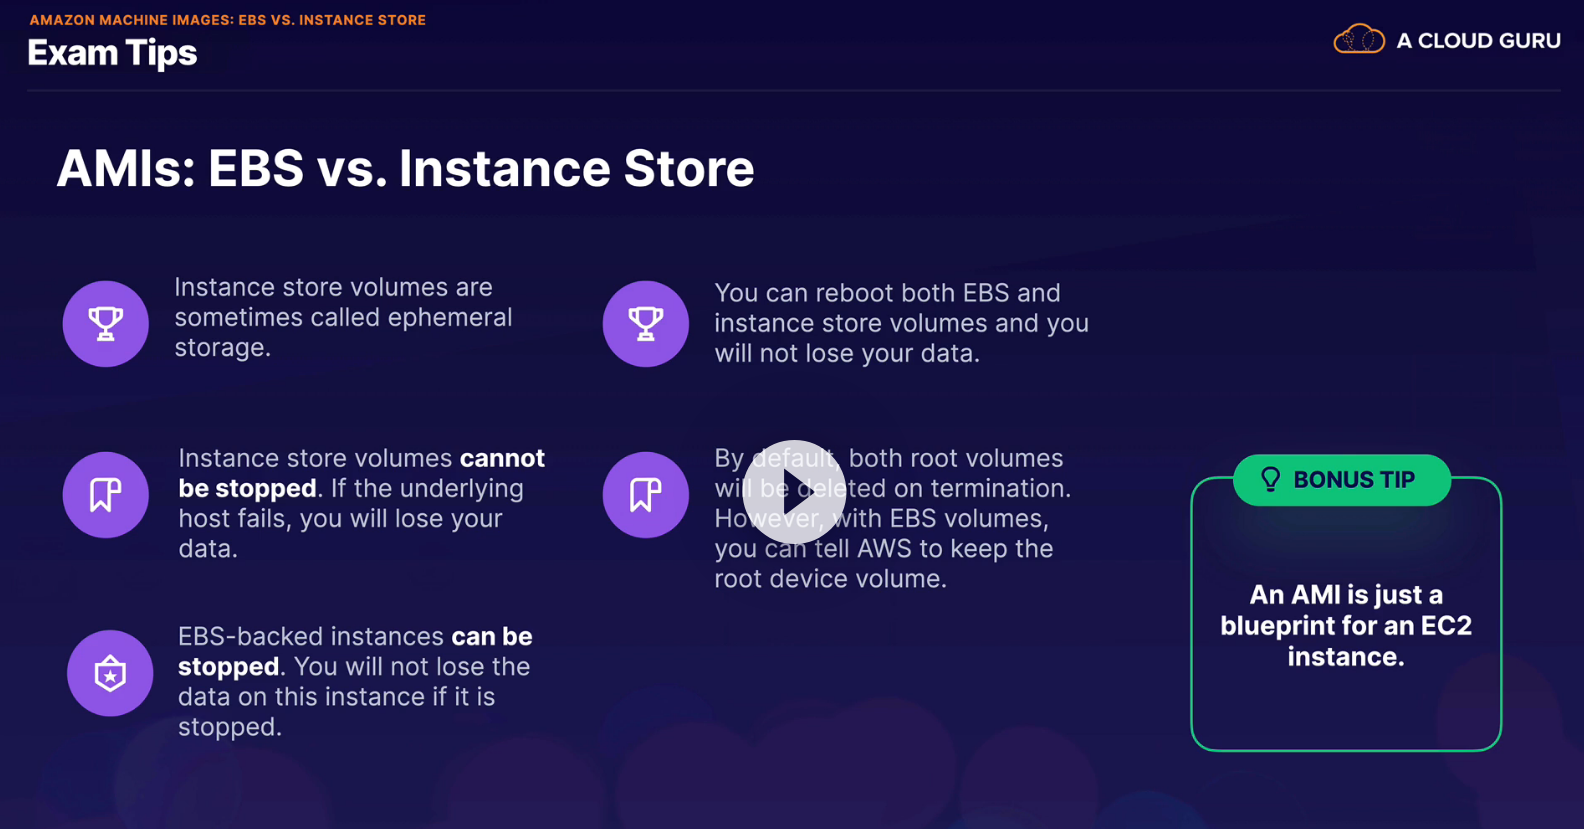 AMAZON MACHINE IMAGES: EBS VS. INSTANCE STORE
Exam Tips
A CLOUD GURU
AMIs: EBS vs. Instance Store
Instance store volumes are
sometimes called ephemeral
storage.
Instance store volumes cannot
be stopped. If the underlying
host fails, you will lose your
data.
EBS-backed instances can be
stopped. You will not lose the
data on this instance if it is
stopped.
You can reboot both EBS and
instance store volumes and you
will not lose your data.
By default, both root volumes
will be deleted on termination.
However, with EBS volumes,
you can tell AWS to keep the
root device volume.
BONUS TIP
An AMI is just a
blueprint for an EC2
instance.